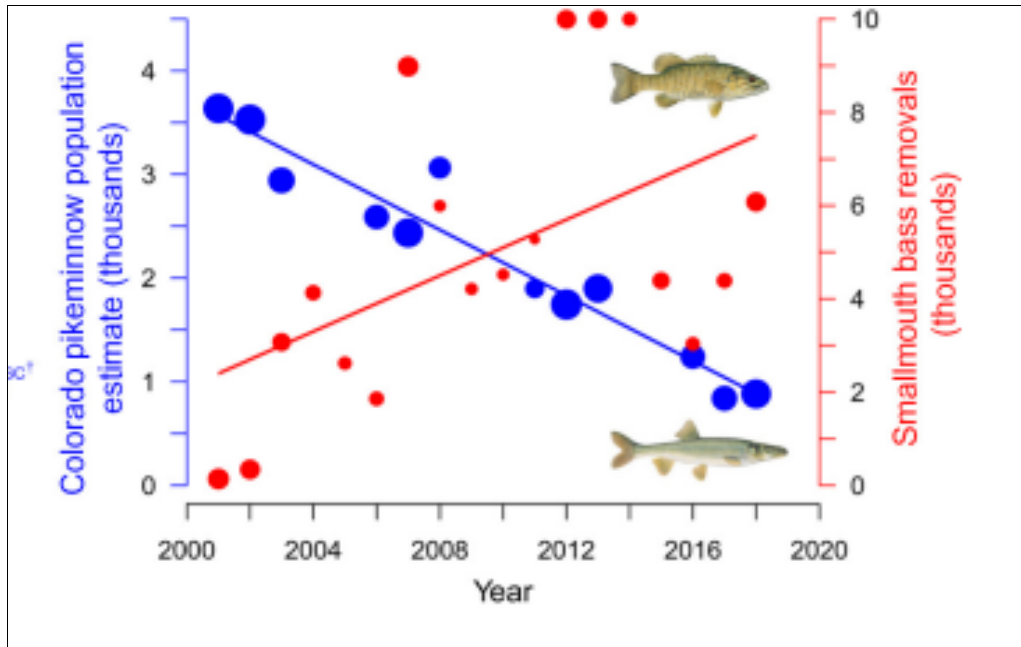 Colorado pikeminnow population
estimate (thousands)
4
3
2
1
0
10
8
6
4
2
0
Smallmouth bass removals
(thousands)
2000 2004 2008 2012 2016 2020
Year